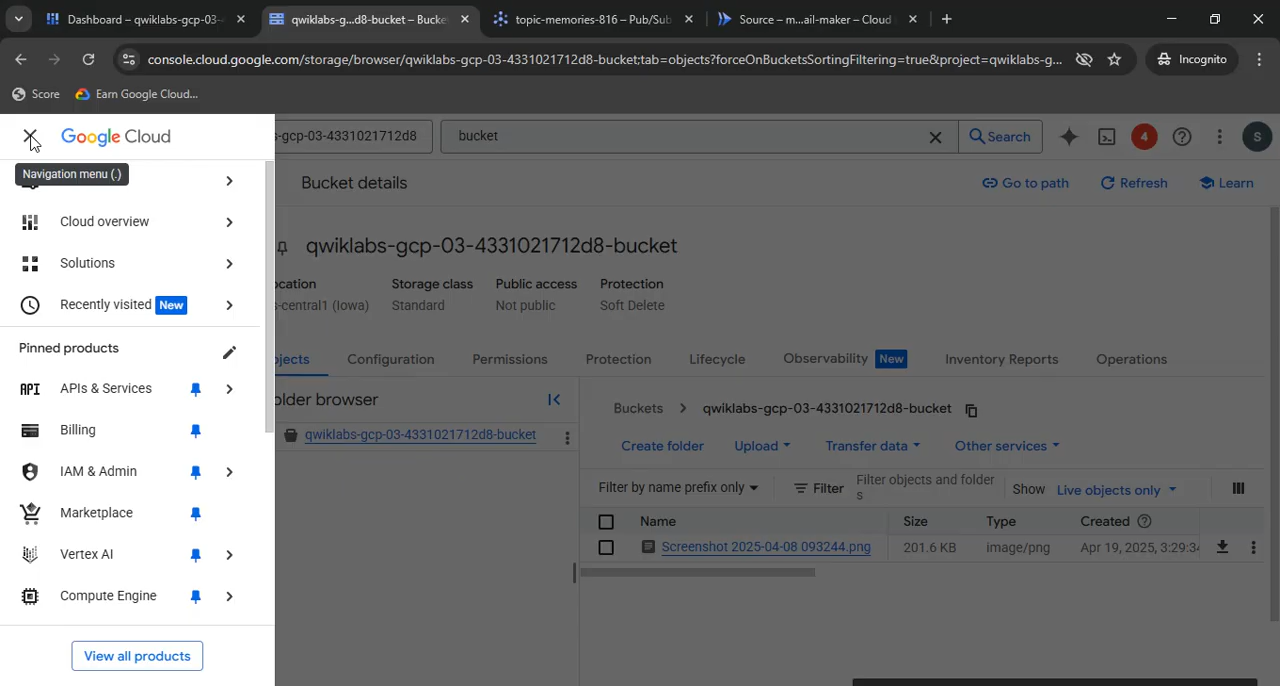 Dashboard – qwiklabs-gcp-03-4
qwiklabs-g...d8-bucket – Bucke
topic-memories-816 – Pub/Sub
Source – m...ail-maker – Cloud
console.cloud.google.com/storage/browser/qwiklabs-gcp-03-4331021712d8-bucket;tab=objects?forceOnBucketsSortingFiltering=true&project=qwiklabs-g...
Incognito
Score
Earn Google Cloud...
Google Cloud
s-gcp-03-4331021712d8
bucket
Search
4
S
Navigation menu (.)
Bucket details
Go to path
Refresh
Learn
Cloud overview
Solutions
Recently visited New
Pinned products
API APIs & Services
Billing
IAM & Admin
Marketplace
Vertex AI
Compute Engine
View all products
qwiklabs-gcp-03-4331021712d8-bucket
ocation
Storage class
Public access
Protection
s-central1 (Iowa)
Standard
Not public
Soft Delete
bjects
Configuration
Permissions
Protection
Lifecycle
Observability New
Inventory Reports
Operations
older browser
qwiklabs-gcp-03-4331021712d8-bucket
Buckets
qwiklabs-gcp-03-4331021712d8-bucket
Create folder
Upload
Transfer data
Other services
Filter by name prefix only
Filter
Filter objects and folder
s
Show
Live objects only
Name
Size
Type
Created
Screenshot 2025-04-08 093244.png
201.6 KB
image/png
Apr 19, 2025, 3:29:34